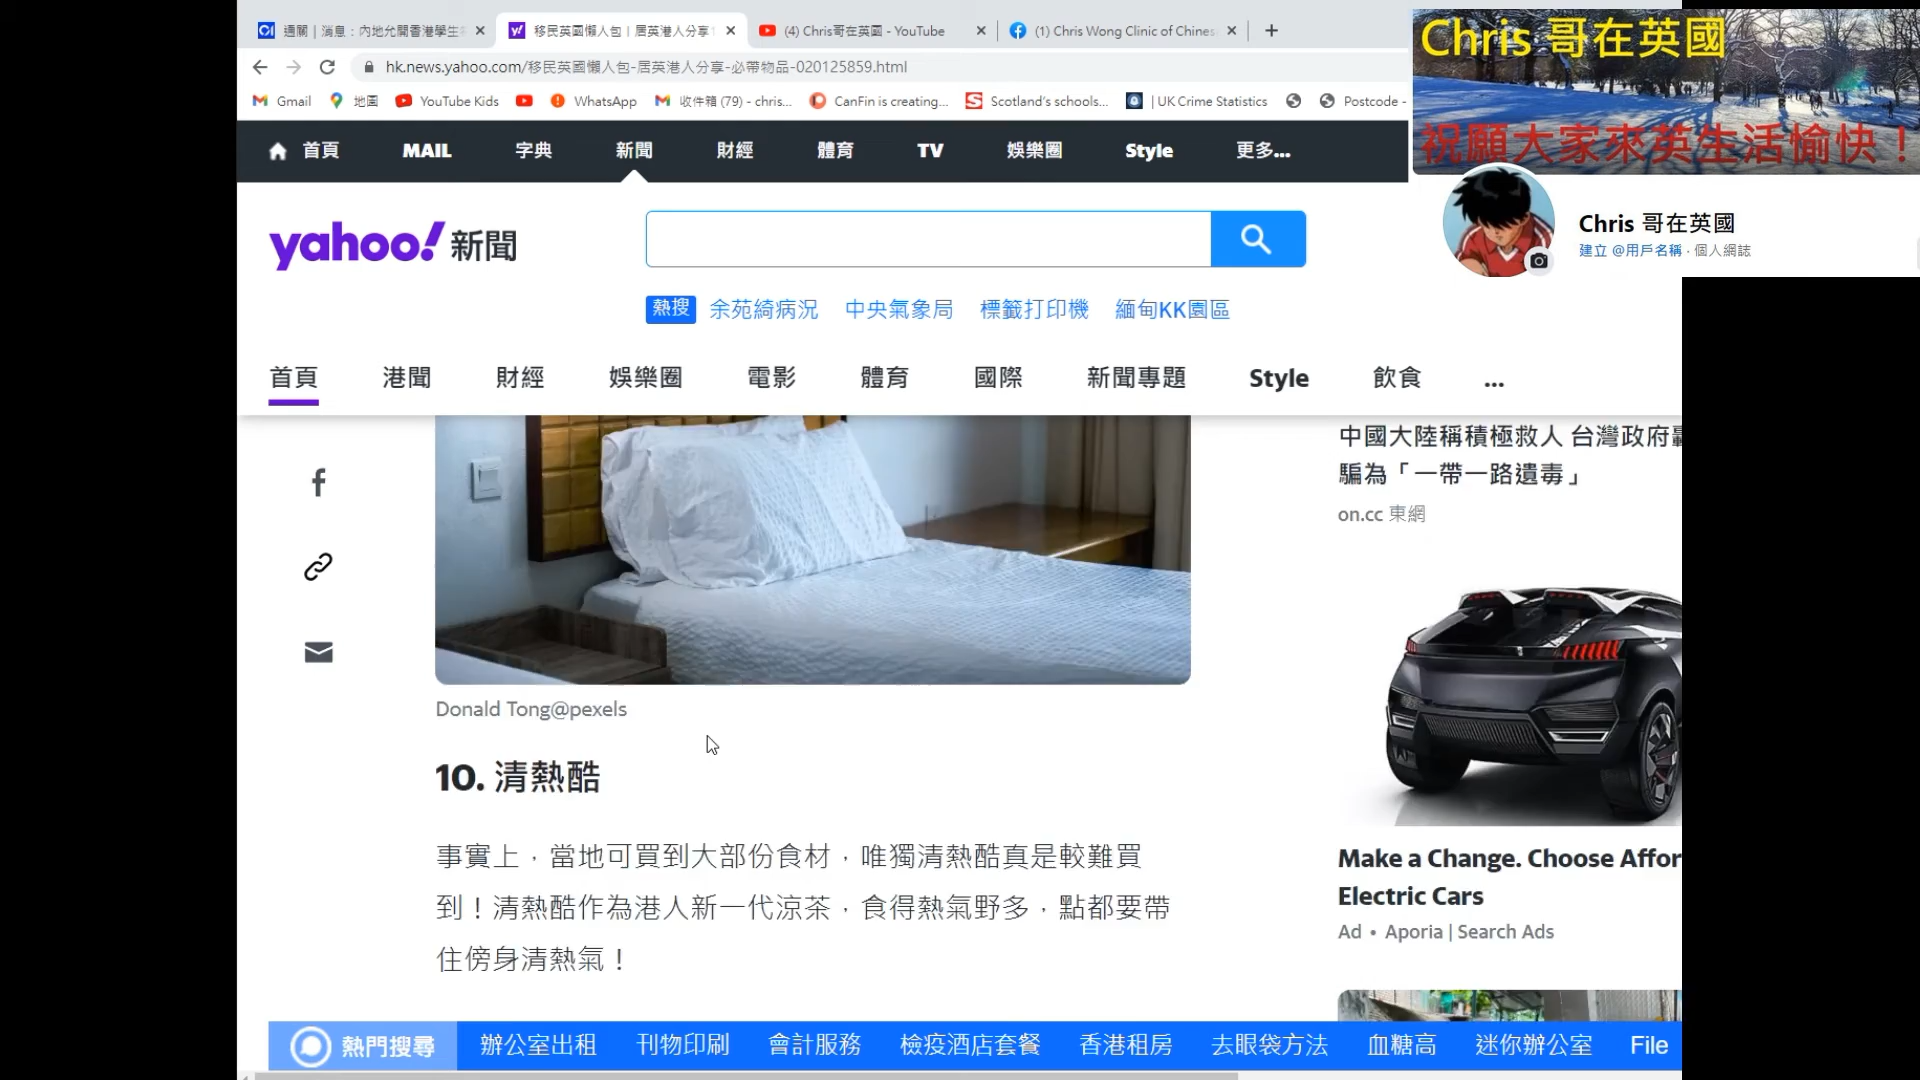 通關｜消息：內地允開香港學生
移民英國懶人包｜居英港人分享
(4) Chris哥在英國 - YouTube
(1) Chris Wong Clinic of Chines
hk.news.yahoo.com/移民英國懶人包-居英港人分享-必帶物品-020125859.html
Gmail 地圖 YouTube Kids WhatsApp 收件箱 (79) - chris... CanFin is creating... Scotland's schools... | UK Crime Statistics Postcode -
Chris 哥在英國
祝願大家來英生活愉快！
Chris 哥在英國
建立 @用戶名稱 · 個人網誌
首頁 MAIL 字典 新聞 財經 體育 TV 娛樂圈 Style 更多...
yahoo!新聞
熱搜 余苑綺病況 中央氣象局 標籤打印機 緬甸KK園區
首頁 港聞 財經 娛樂圈 電影 體育 國際 新聞專題 Style 飲食 ...
中國大陸稱積極救人 台灣政府
騙為「一帶一路遺毒」
on.cc 東網
Donald Tong@pexels
10. 清熱酷
事實上，當地可買到大部份食材，唯獨清熱酷真是較難買
到！清熱酷作為港人新一代涼茶，食得熱氣野多，點都要帶
住傍身清熱氣！
Make a Change. Choose Affor
Electric Cars
Ad • Aporia | Search Ads
熱門搜尋 辦公室出租 刊物印刷 會計服務 檢疫酒店套餐 香港租房 去眼袋方法 血糖高 迷你辦公室 File